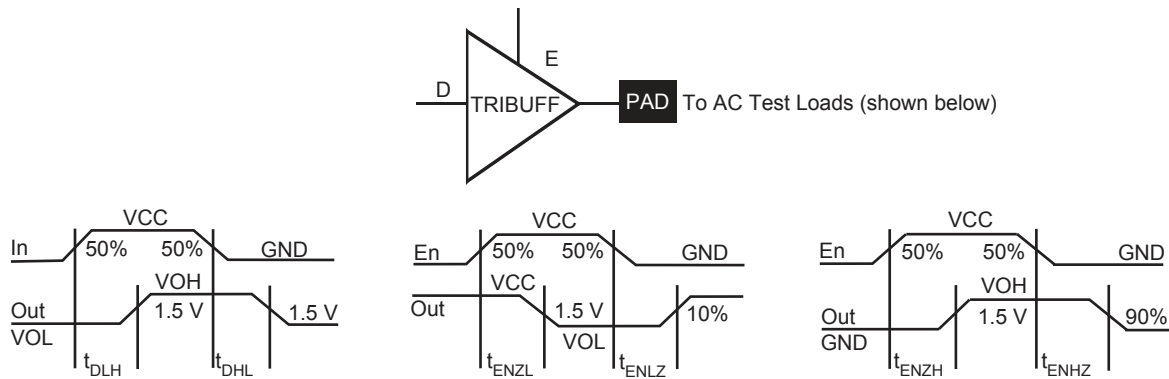 E
D
TRIBUFF
PAD
To AC Test Loads (shown below)
VCC
In
50%
50%
GND
VOH
Out
1.5 V
1.5 V
VOL
tDLH
tDHL
VCC
En
50%
50%
GND
VCC
Out
1.5 V
10%
VOL
tENZL
tENLZ
VCC
En
50%
50%
GND
VOH
Out
1.5 V
90%
GND
tENZH
tENHZ